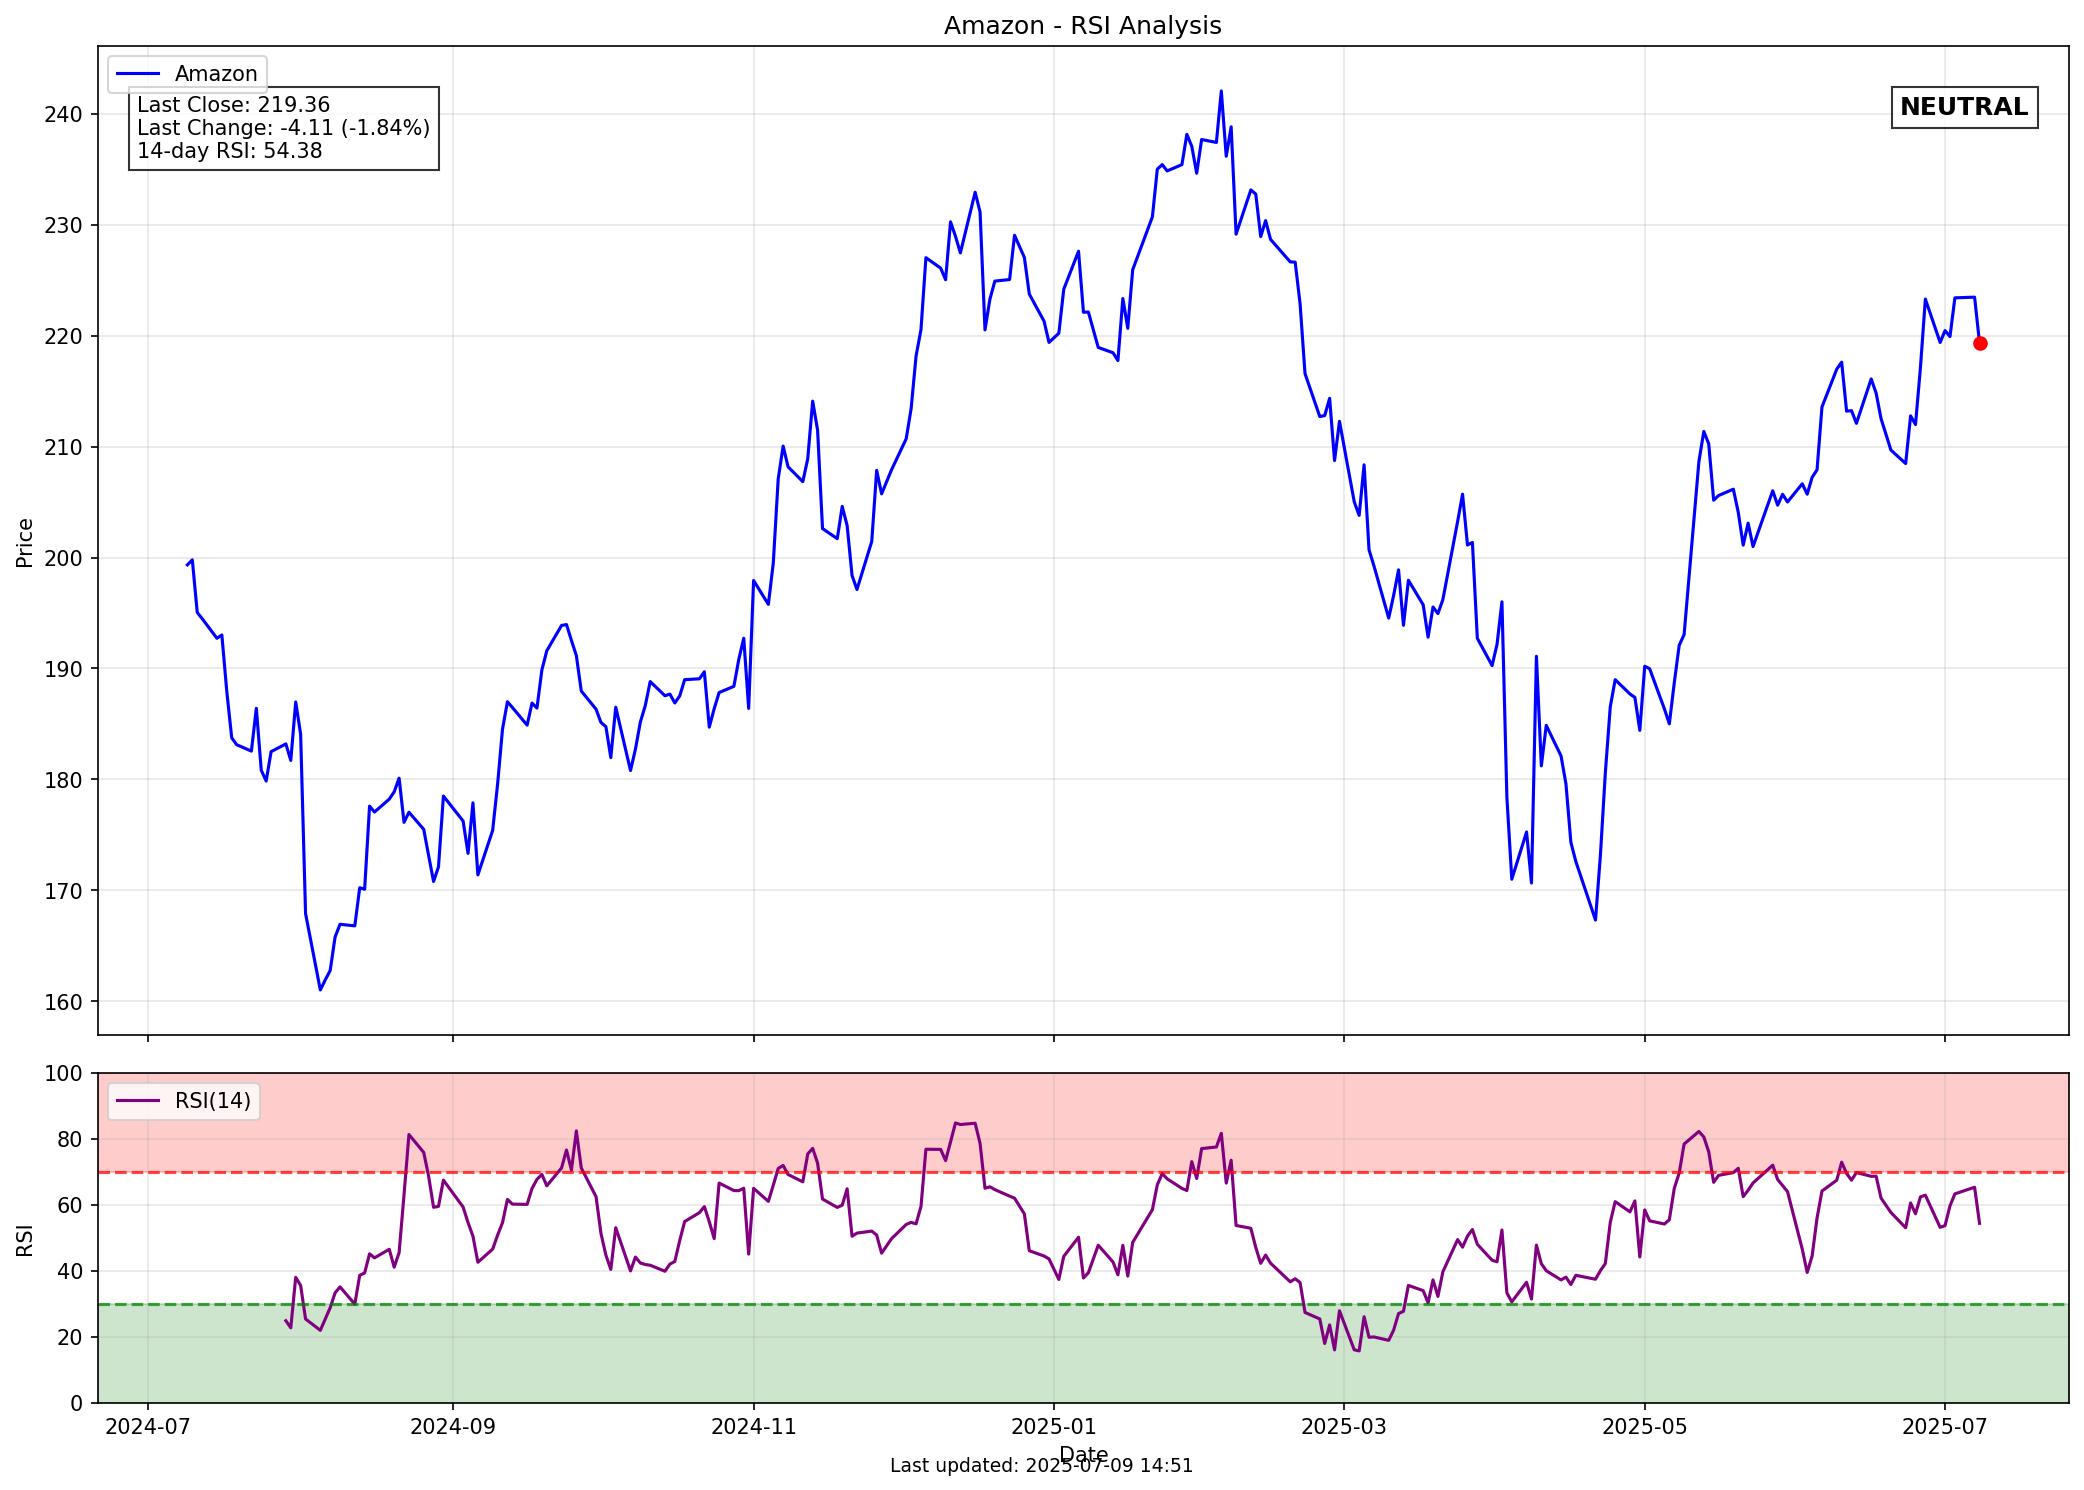 Amazon - RSI Analysis
Amazon
Last Close: 219.36
Last Change: -4.11 (-1.84%)
14-day RSI: 54.38
NEUTRAL
240
230
220
210
200
190
180
170
160
Price
RSI(14)
100
80
60
40
20
0
RSI
2024-07
2024-09
2024-11
2025-01
2025-03
2025-05
2025-07
Date
Last updated: 2025-07-09 14:51